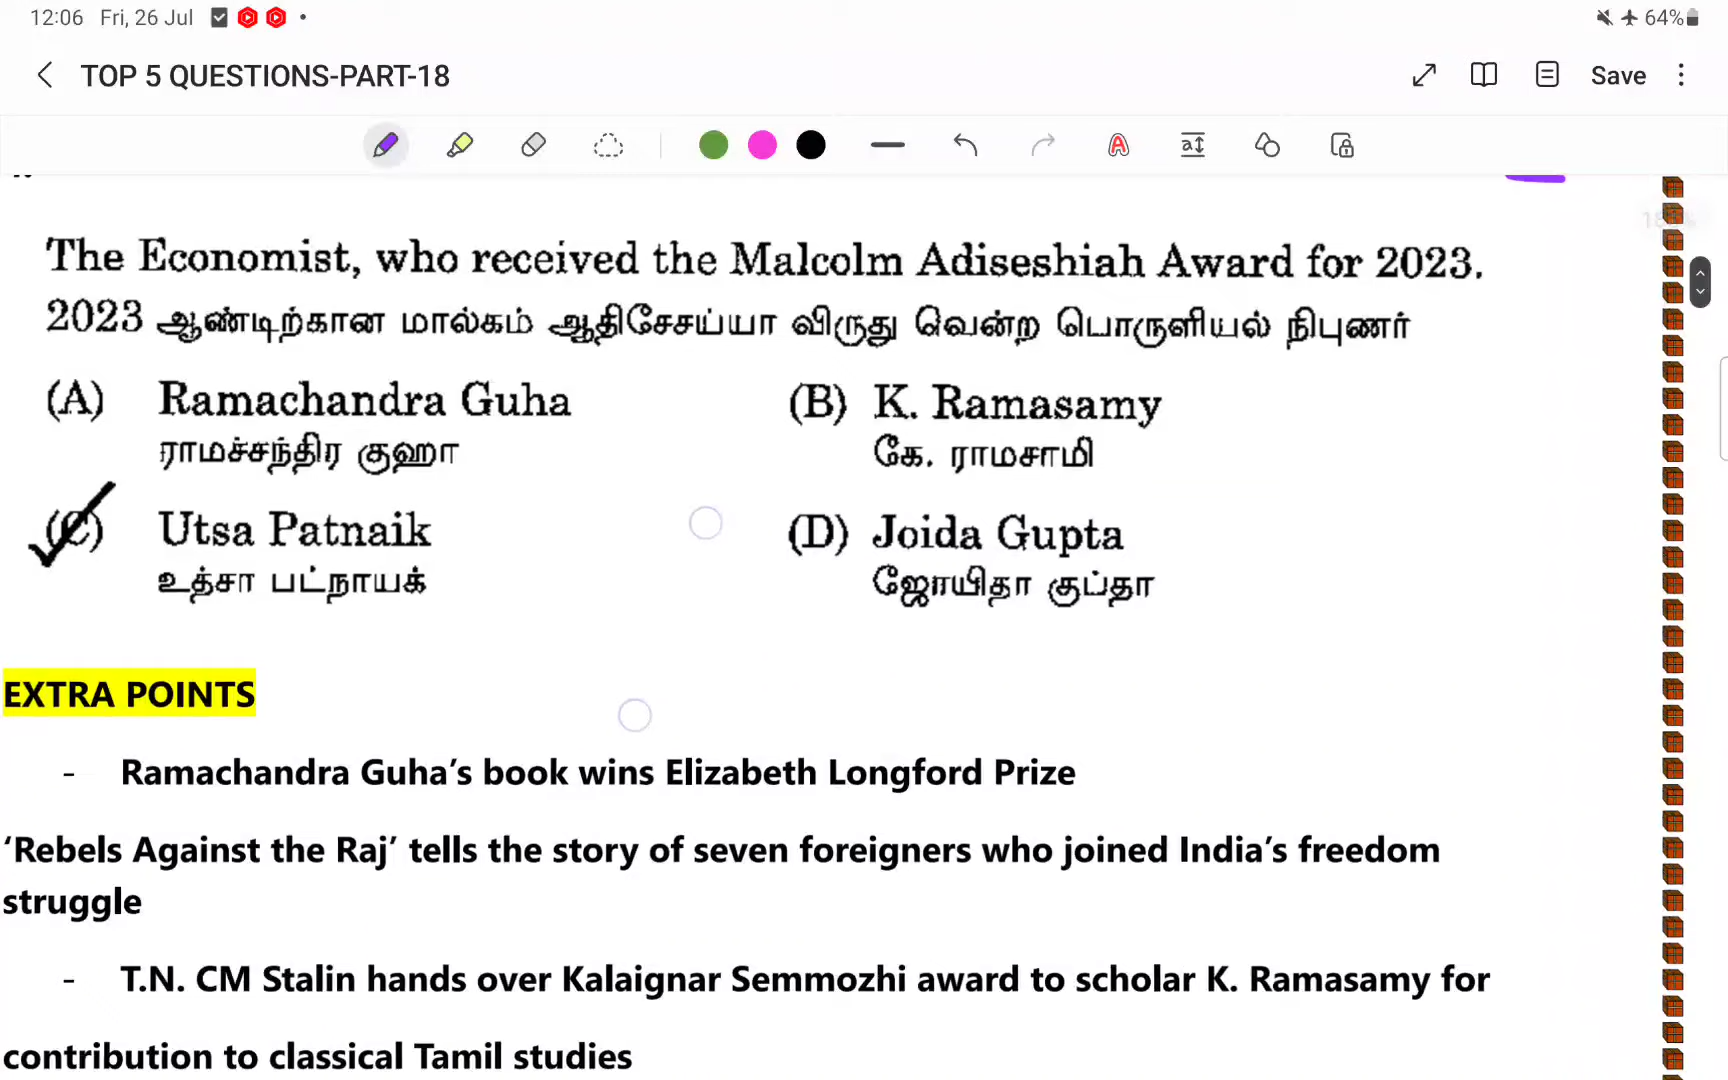 12:06 Fri, 26 Jul 64%
TOP 5 QUESTIONS-PART-18 Save
The Economist, who received the Malcolm Adiseshiah Award for 2023.
2023 ஆண்டிற்கான மால்கம் ஆதிசேசய்யா விருது வென்ற பொருளியல் நிபுணர்
(A) Ramachandra Guha (B) K. Ramasamy
ராமச்சந்திர குஹா கே. ராமசாமி
(C) Utsa Patnaik (D) Joida Gupta
உத்சா பட்நாயக் ஜோயிதா குப்தா
EXTRA POINTS
- Ramachandra Guha’s book wins Elizabeth Longford Prize
‘Rebels Against the Raj’ tells the story of seven foreigners who joined India’s freedom
struggle
- T.N. CM Stalin hands over Kalaignar Semmozhi award to scholar K. Ramasamy for
contribution to classical Tamil studies